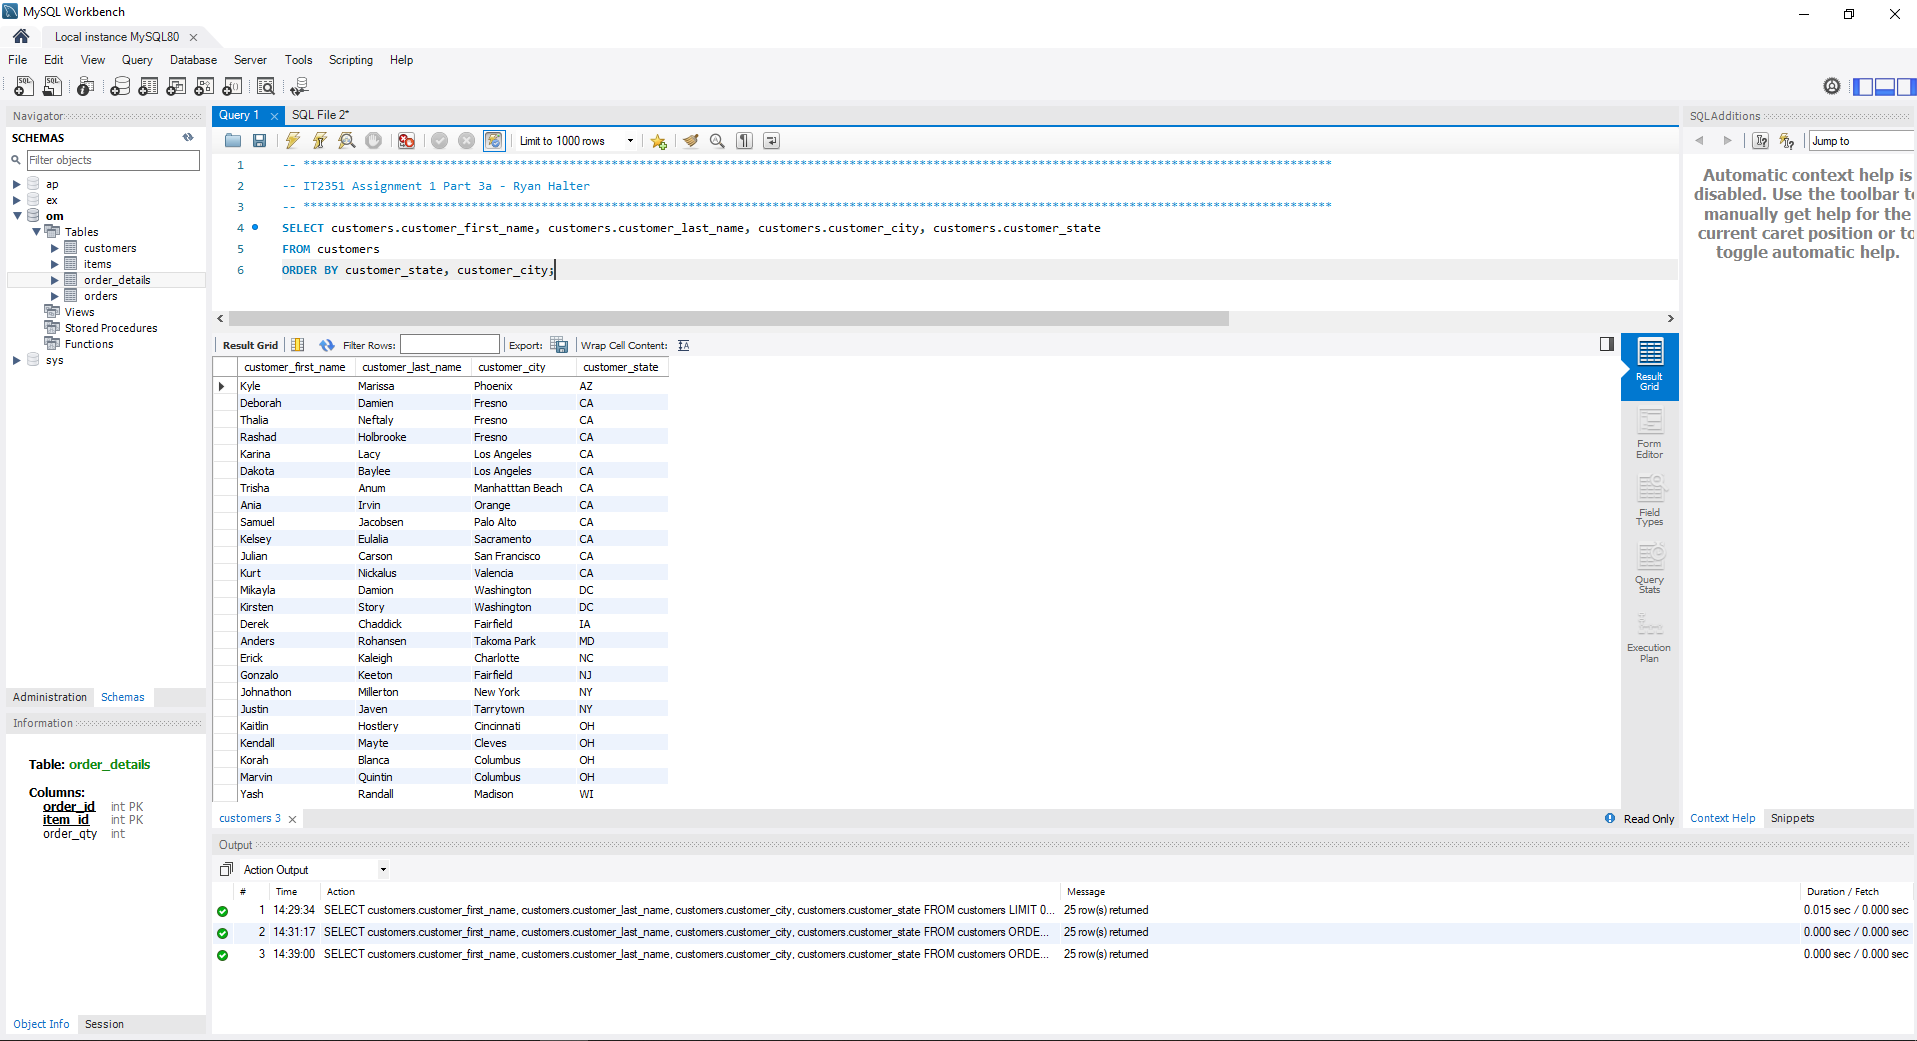 MySQL Workbench
Local instance MySQL80
File Edit View Query Database Server Tools Scripting Help
Navigator
SCHEMAS
Filter objects
ap
ex
om
Tables
customers
items
order_details
orders
Views
Stored Procedures
Functions
sys
Administration Schemas
Information
Table: order_details
Columns:
order_id int PK
item_id int PK
order_qty int
Object Info Session
Query 1 SQL File 2*
Limit to 1000 rows
1 -- ***************************************************************************************************************************************************
2 -- IT2351 Assignment 1 Part 3a - Ryan Halter
3 -- ***************************************************************************************************************************************************
4 SELECT customers.customer_first_name, customers.customer_last_name, customers.customer_city, customers.customer_state
5 FROM customers
6 ORDER BY customer_state, customer_city;
Result Grid Filter Rows: Export: Wrap Cell Content:
customer_first_name customer_last_name customer_city customer_state
Kyle Marissa Phoenix AZ
Deborah Damien Fresno CA
Thalia Neftaly Fresno CA
Rashad Holbrooke Fresno CA
Karina Lacy Los Angeles CA
Dakota Baylee Los Angeles CA
Trisha Anum Manhatttan Beach CA
Ania Irvin Orange CA
Samuel Jacobsen Palo Alto CA
Kelsey Eulalia Sacramento CA
Julian Carson San Francisco CA
Kurt Nickalus Valencia CA
Mikayla Damion Washington DC
Kirsten Story Washington DC
Derek Chaddick Fairfield IA
Anders Rohansen Takoma Park MD
Erick Kaleigh Charlotte NC
Gonzalo Keeton Fairfield NJ
Johnathon Millerton New York NY
Justin Javen Tarrytown NY
Kaitlin Hostlery Cincinnati OH
Kendall Mayte Cleves OH
Korah Blanca Columbus OH
Marvin Quintin Columbus OH
Yash Randall Madison WI
Result
Grid
Form
Editor
Field
Types
Query
Stats
Execution
Plan
customers 3
Read Only
SQLAdditions
Jump to
Automatic context help is
disabled. Use the toolbar to
manually get help for the
current caret position or to
toggle automatic help.
Context Help Snippets
Output
Action Output
# Time Action Message Duration / Fetch
1 14:29:34 SELECT customers.customer_first_name, customers.customer_last_name, customers.customer_city, customers.customer_state FROM customers LIMIT 0... 25 row(s) returned 0.015 sec / 0.000 sec
2 14:31:17 SELECT customers.customer_first_name, customers.customer_last_name, customers.customer_city, customers.customer_state FROM customers ORDE... 25 row(s) returned 0.000 sec / 0.000 sec
3 14:39:00 SELECT customers.customer_first_name, customers.customer_last_name, customers.customer_city, customers.customer_state FROM customers ORDE... 25 row(s) returned 0.000 sec / 0.000 sec